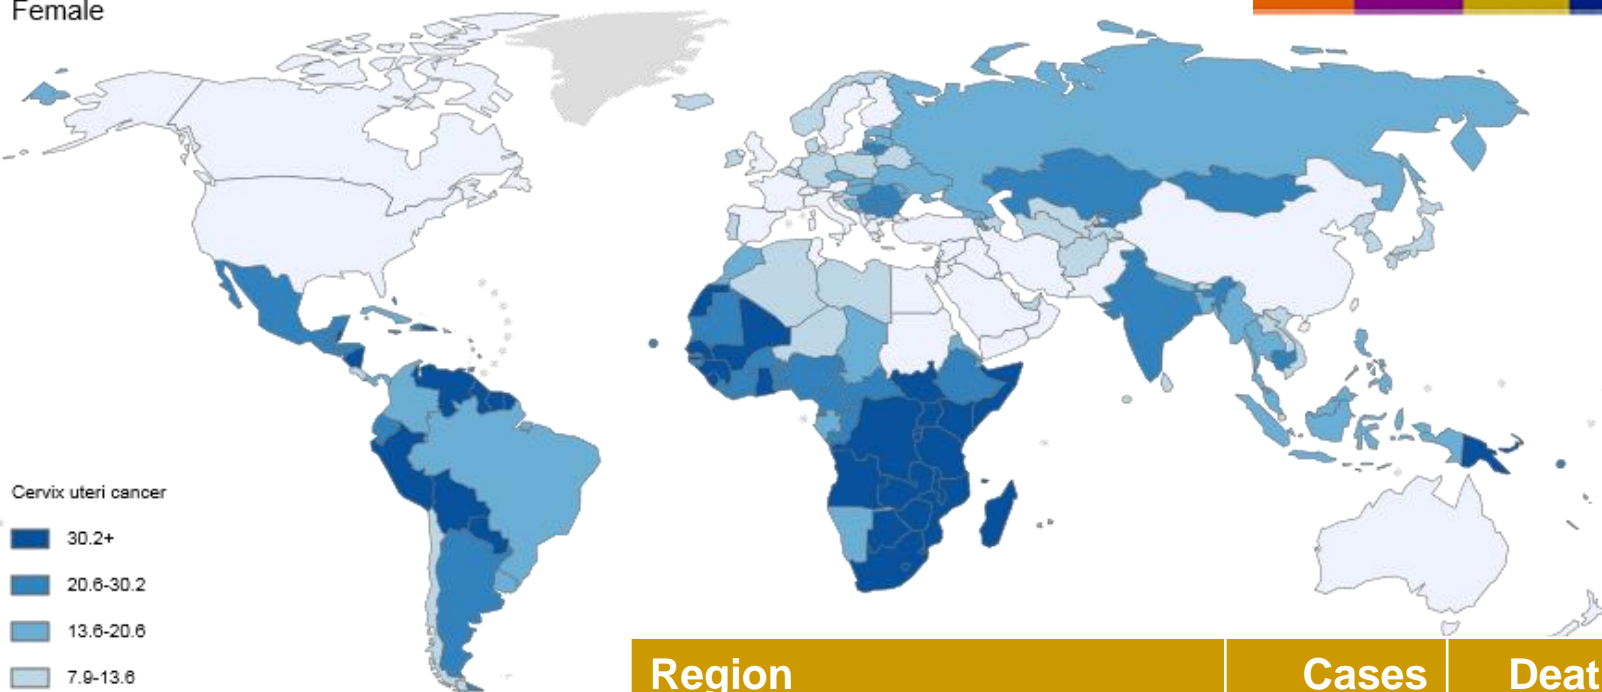 Female
Cervix uteri cancer
30.2+
20.6-30.2
13.6-20.6
7.9-13.6
Region Cases Deat